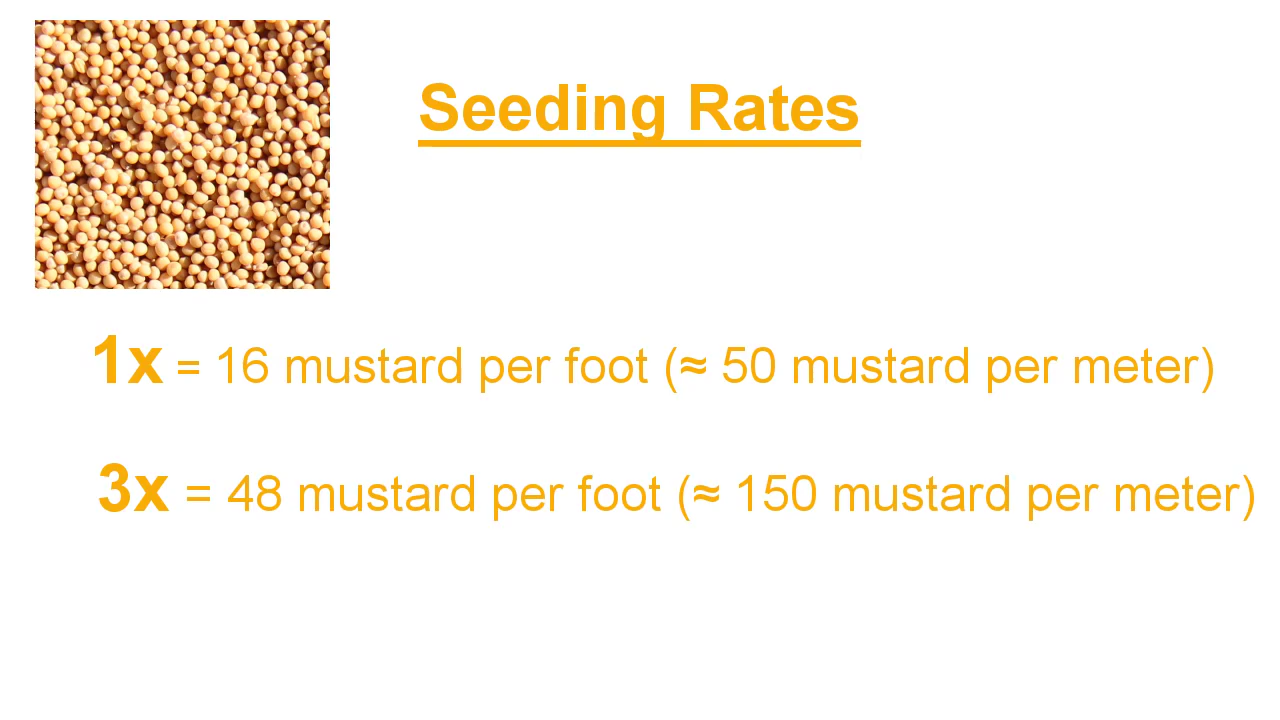 Seeding Rates
1x = 16 mustard per foot (≈ 50 mustard per meter)
3x = 48 mustard per foot (≈ 150 mustard per meter)